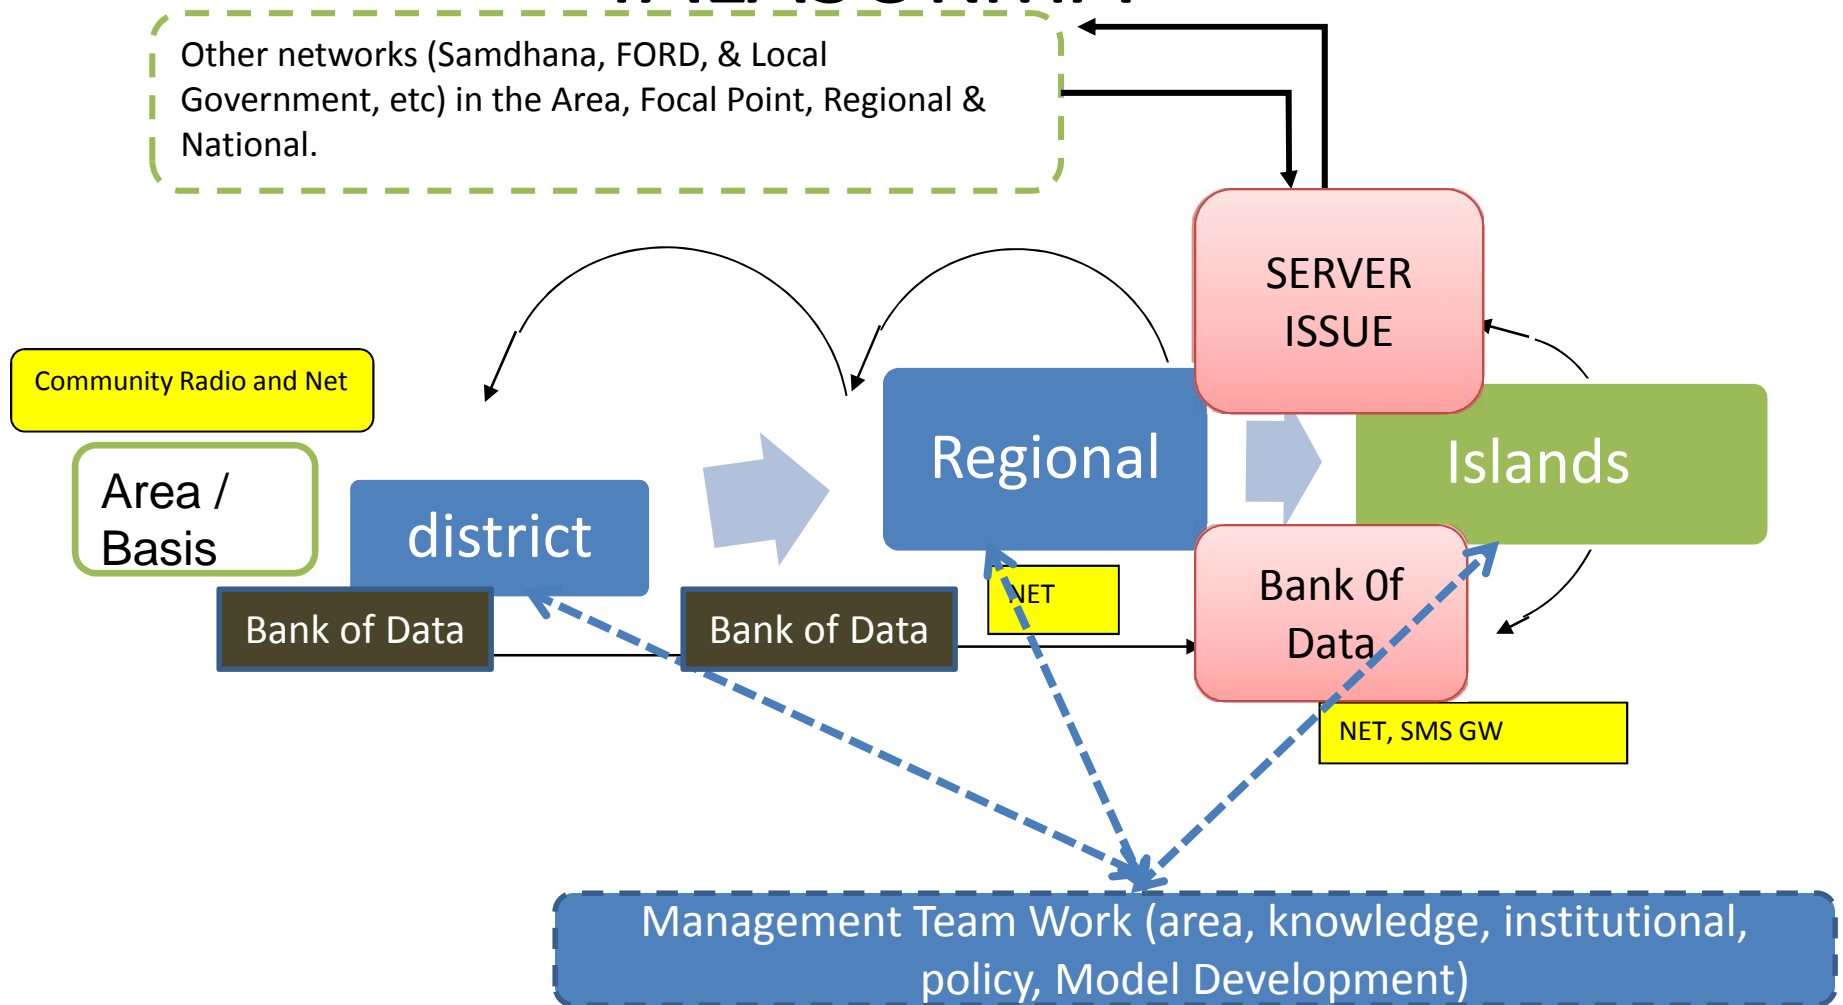 Other networks (Samdhana, FORD, & Local
Government, etc) in the Area, Focal Point, Regional &
National.
SERVER
ISSUE
Community Radio and Net
Area /
Basis
district
Regional
Islands
Bank of Data
Bank of Data
NET
Bank 0f
Data
NET, SMS GW
Management Team Work (area, knowledge, institutional,
policy, Model Development)